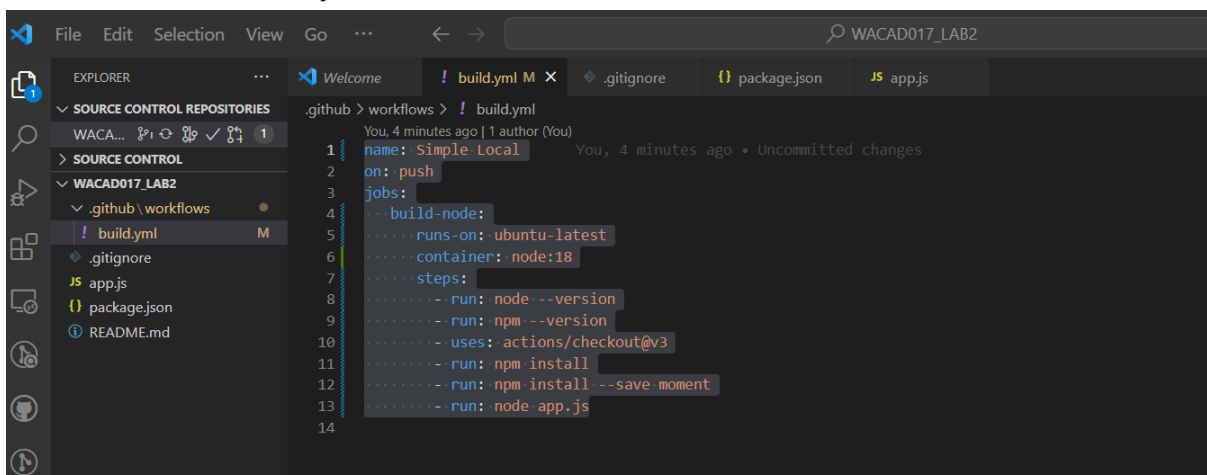 File Edit Selection View Go ··· ← → WACAD017_LAB2
EXPLORER ···
Welcome ! build.yml M × .gitignore {} package.json JS app.js
1
SOURCE CONTROL REPOSITORIES
WACA... 1
SOURCE CONTROL
WACAD017_LAB2
.github\workflows
! build.yml M
.gitignore
JS app.js
{} package.json
README.md
.github > workflows > ! build.yml
You, 4 minutes ago | 1 author (You)
1 name: Simple Local You, 4 minutes ago • Uncommitted changes
2 on: push
3 jobs:
4 build-node:
5 runs-on: ubuntu-latest
6 container: node:18
7 steps:
8 - run: node --version
9 - run: npm --version
10 - uses: actions/checkout@v3
11 - run: npm install
12 - run: npm install --save moment
13 - run: node app.js
14